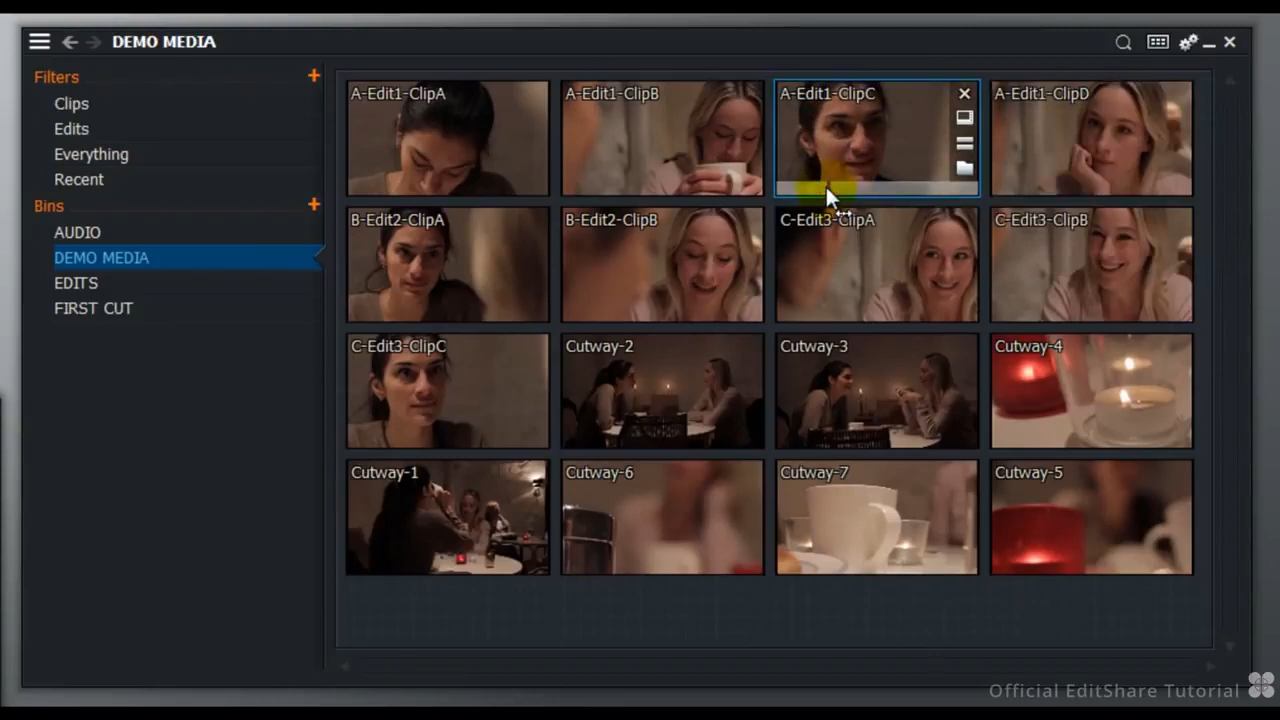 DEMO MEDIA
Filters
Clips
Edits
Everything
Recent
Bins
AUDIO
DEMO MEDIA
EDITS
FIRST CUT
A-Edit1-ClipA
A-Edit1-ClipB
A-Edit1-ClipC
A-Edit1-ClipD
B-Edit2-ClipA
B-Edit2-ClipB
C-Edit3-ClipA
C-Edit3-ClipB
C-Edit3-ClipC
Cutway-2
Cutway-3
Cutway-4
Cutway-1
Cutway-6
Cutway-7
Cutway-5
Official EditShare Tutorial